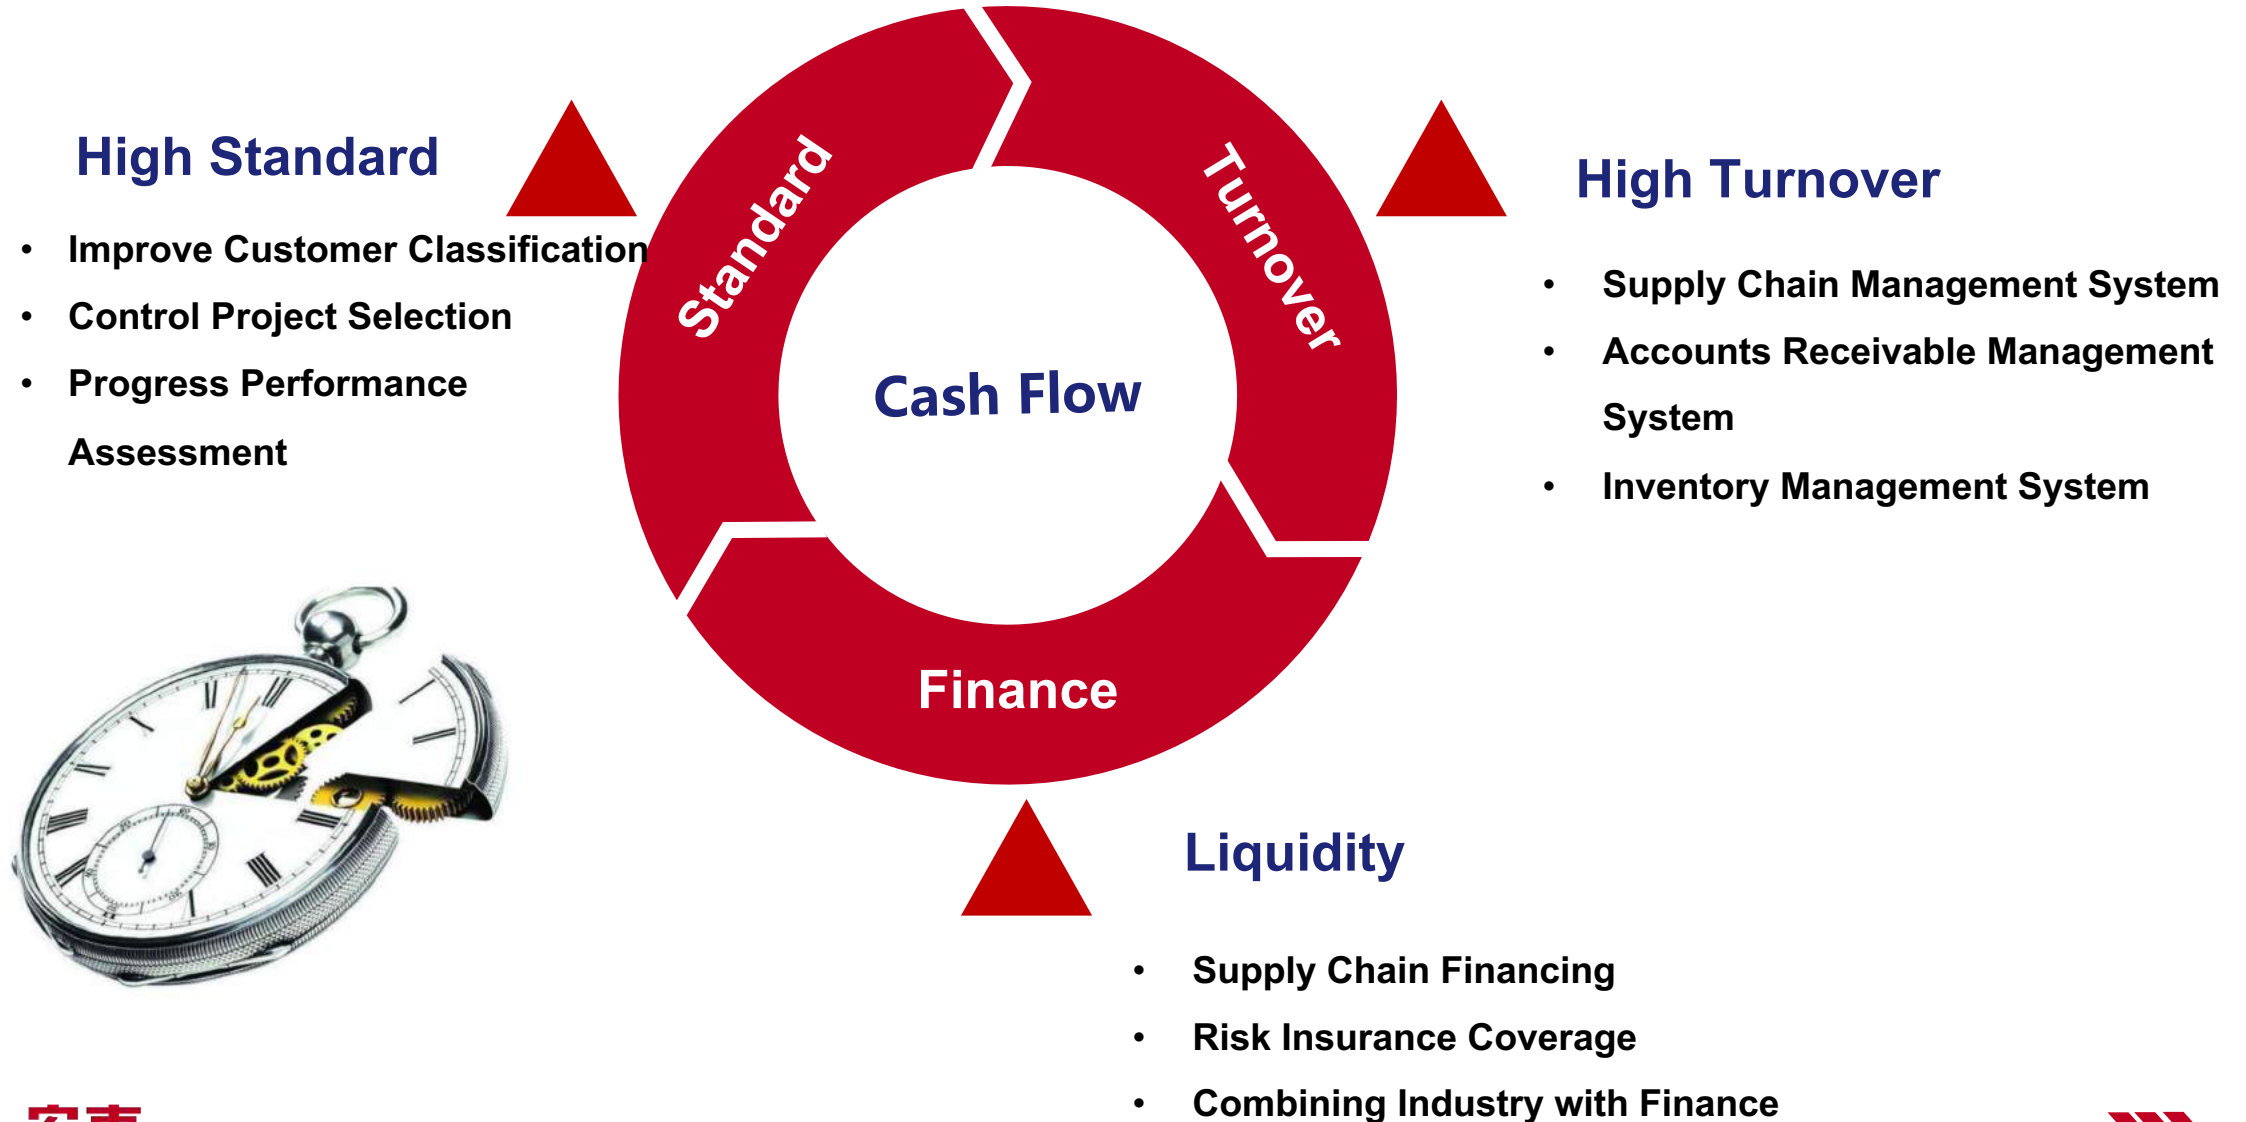 High Standard
• Improve Customer Classification
• Control Project Selection
• Progress Performance
Assessment
Standard
Turnover
Cash Flow
Finance
High Turnover
• Supply Chain Management System
• Accounts Receivable Management
System
• Inventory Management System
Liquidity
• Supply Chain Financing
• Risk Insurance Coverage
• Combining Industry with Finance